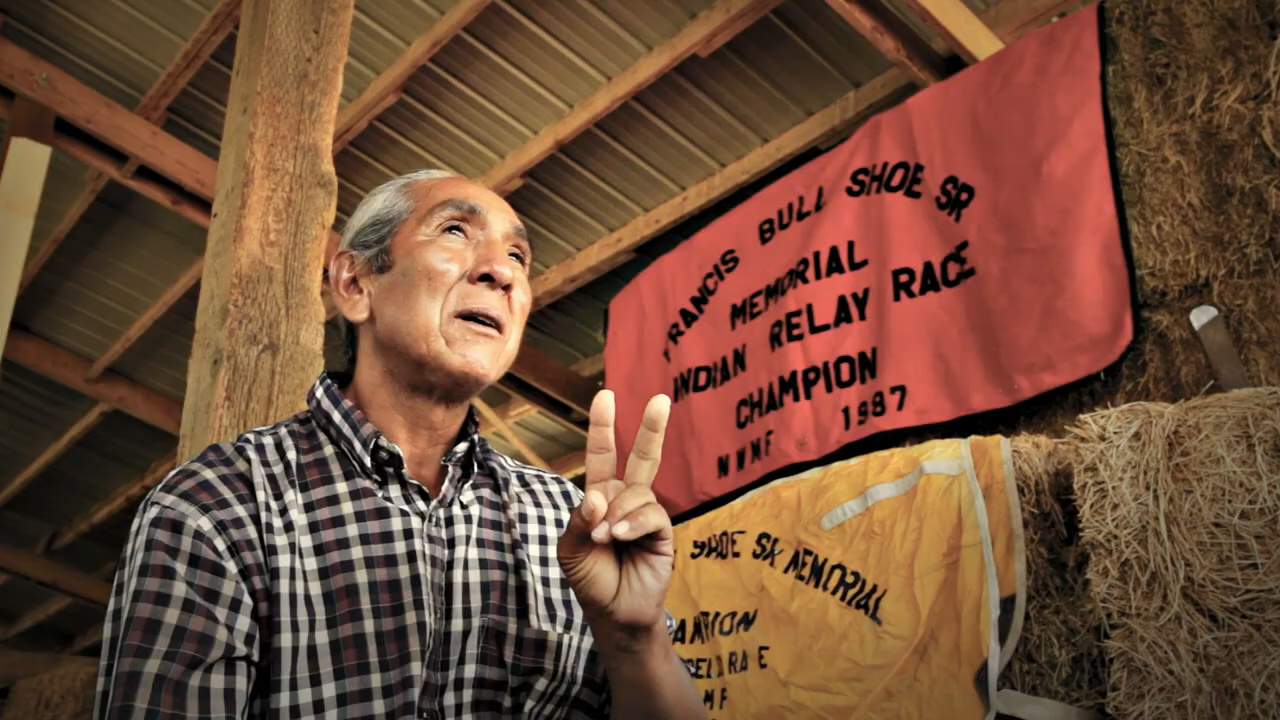 FRANCIS BULL SHOE SR
MEMORIAL
INDIAN RELAY RACE
CHAMPION
NWMF 1987
SHOE SR MEMORIAL